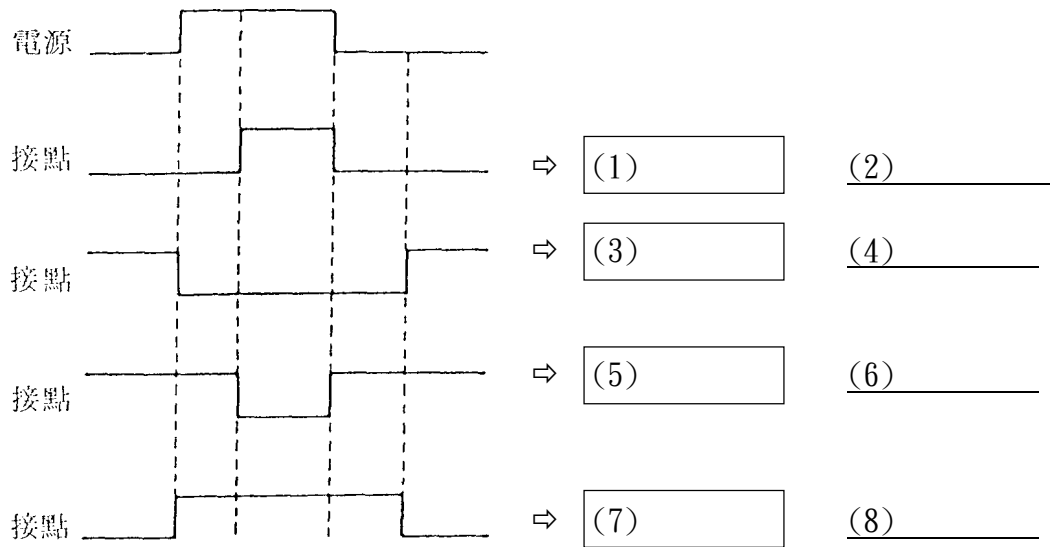 電源
接點 ⇨ (1) (2)
接點 ⇨ (3) (4)
接點 ⇨ (5) (6)
接點 ⇨ (7) (8)